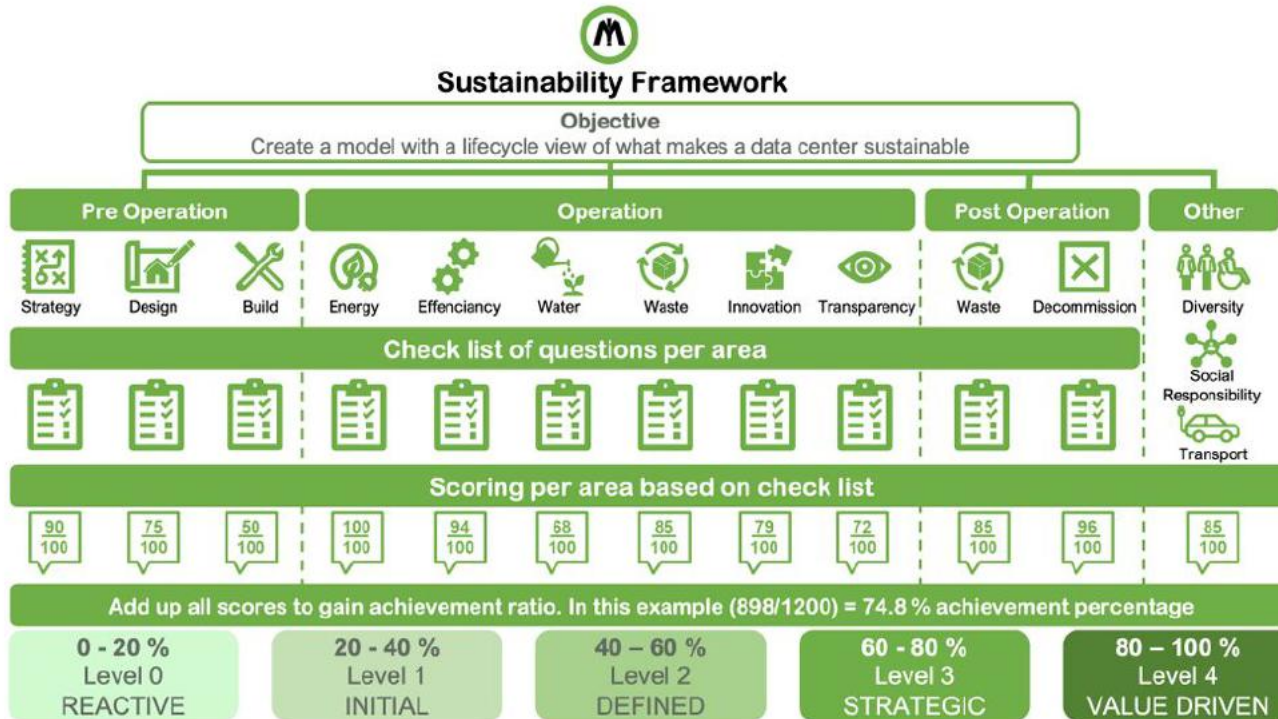 Sustainability Framework
Objective
Create a model with a lifecycle view of what makes a data center sustainable
Pre Operation
Operation
Post Operation
Other
Strategy
Design
Build
Energy
Effenciancy
Water
Waste
Innovation
Transparency
Waste
Decommission
Diversity
Check list of questions per area
Social
Responsibility
Transport
Scoring per area based on check list
90
100
75
100
50
100
100
100
94
100
68
100
85
100
79
100
72
100
85
100
96
100
85
100
Add up all scores to gain achievement ratio. In this example (898/1200) = 74.8 % achievement percentage
0 - 20 %
Level 0
REACTIVE
20 - 40 %
Level 1
INITIAL
40 – 60 %
Level 2
DEFINED
60 - 80 %
Level 3
STRATEGIC
80 – 100 %
Level 4
VALUE DRIVEN